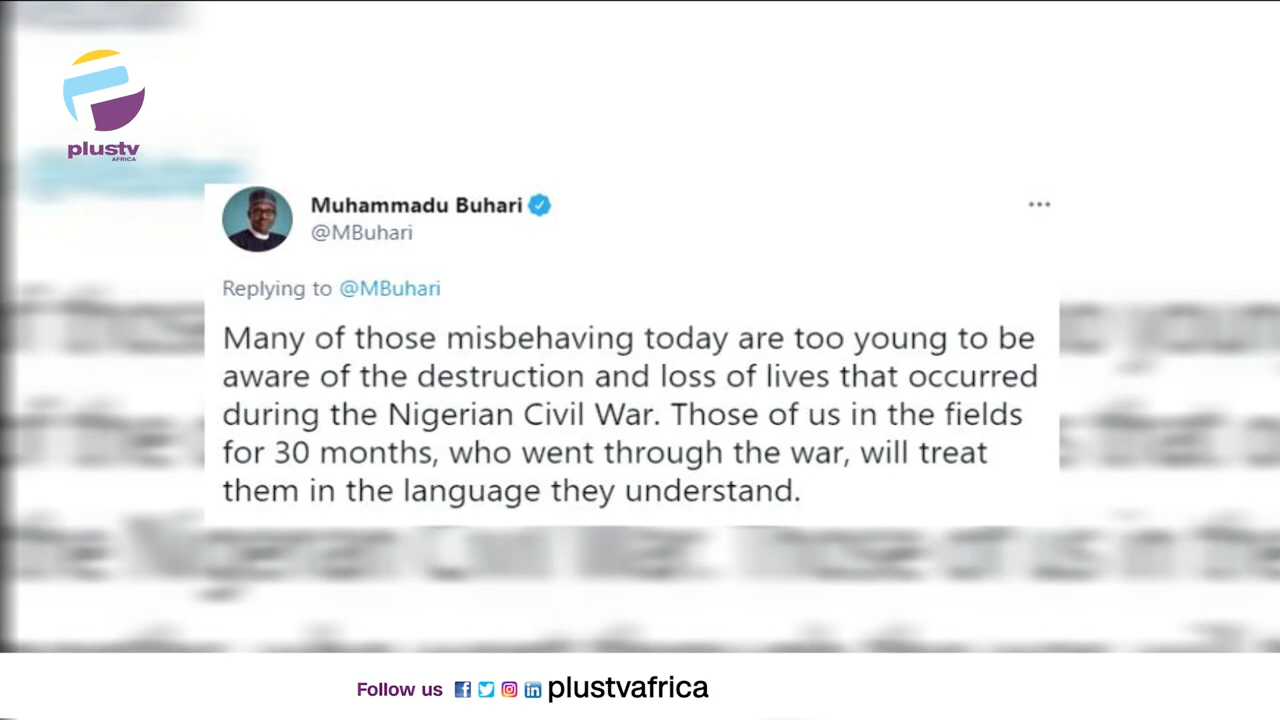 plustv
AFRICA
Muhammadu Buhari
@MBuhari
Replying to @MBuhari
Many of those misbehaving today are too young to be
aware of the destruction and loss of lives that occurred
during the Nigerian Civil War. Those of us in the fields
for 30 months, who went through the war, will treat
them in the language they understand.
Follow us plustvafrica